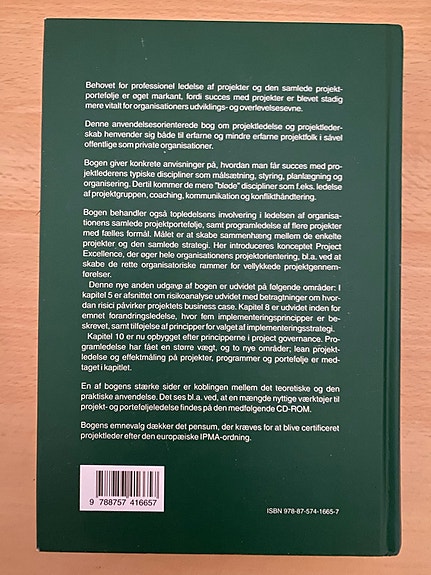 Behovet for professionel ledelse af projekter og den samlede projekt-
portefølje er øget markant, fordi succes med projekter er blevet stadig
mere vitalt for organisationers udviklings- og overlevelsesevne.
Denne anvendelsesorienterede bog om projektledelse og projektleder-
skab henvender sig både til erfarne og mindre erfarne projektfolk i såvel
offentlige som private organisationer.
Bogen giver konkrete anvisninger på, hvordan man får succes med pro-
jektlederens typiske discipliner som målsætning, styring, planlægning og
organisering. Dertil kommer de mere "bløde" discipliner som f.eks. ledelse
af projektgruppen, coaching, kommunikation og konflikthåndtering.
Bogen behandler også topledelsens involvering i ledelsen af organisa-
tionens samlede projektportefølje, samt programledelse af flere projekter
med fælles formål. Målet er at skabe sammenhæng mellem de enkelte
projekter og den samlede strategi. Her introduceres konceptet Project
Excellence, der øger hele organisationens projektorientering, bl.a. ved at
skabe de rette organisatoriske rammer for vellykkede projektgennem-
førelser.
Denne nye anden udgave af bogen er udvidet på følgende områder: I
kapitel 5 er afsnittet om risikoanalyse udvidet med betragtninger om hvor-
dan risici påvirker projektets business case. Kapitel 8 er udvidet inden for
emnet forandringsledelse, hvor fem implementeringsprincipper er be-
skrevet, samt tilføjelse af principper for valget af implementeringsstrategi.
Kapitel 10 er nu opbygget efter principperne i project governance. Pro-
gramledelse har fået en større vægt, og to nye områder; lean projekt-
ledelse og effektmåling på projekter, programmer og portefølje er med-
taget i kapitlet.
En af bogens stærke sider er koblingen mellem det teoretiske og den
praktiske anvendelse. Det ses bl.a. ved, at en mængde nyttige værktøjer til
projekt- og porteføljeledelse findes på den medfølgende CD-ROM.
Bogens emnevalg dækker det pensum, der kræves for at blive certificeret
projektleder efter den europæiske IPMA-ordning.
9 788757 416657
ISBN 978-87-574-1665-7